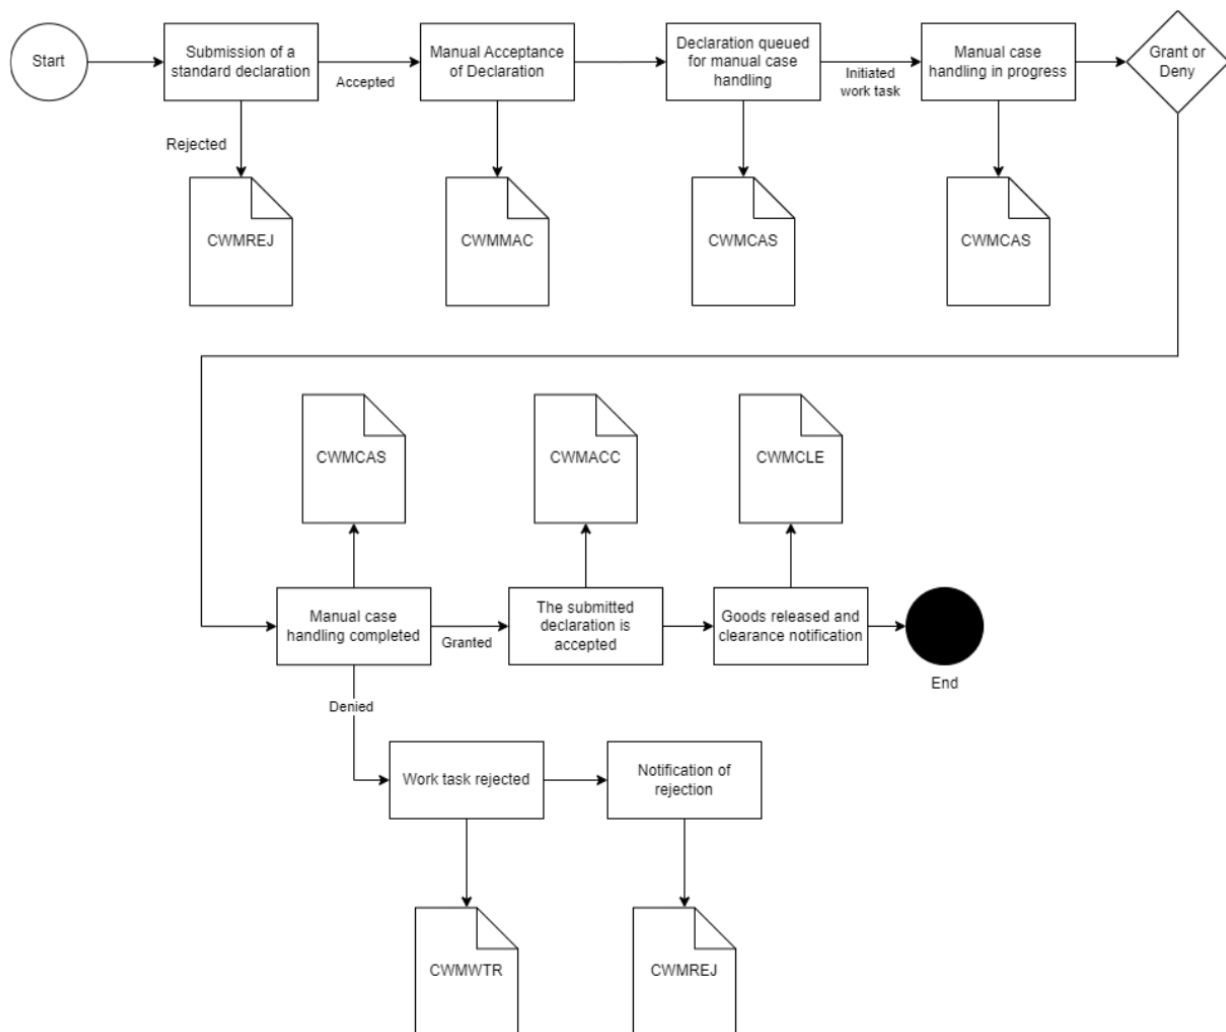 Start
Submission of a
standard declaration
Accepted
Manual Acceptance
of Declaration
Declaration queued
for manual case
handling
Initiated
work task
Manual case
handling in progress
Grant or
Deny
Rejected
CWMREJ
CWMMAC
CWMCAS
CWMCAS
CWMCAS
CWMACC
CWMCLE
Manual case
handling completed
Granted
The submitted
declaration is
accepted
Goods released and
clearance notification
End
Denied
Work task rejected
Notification of
rejection
CWMWTR
CWMREJ